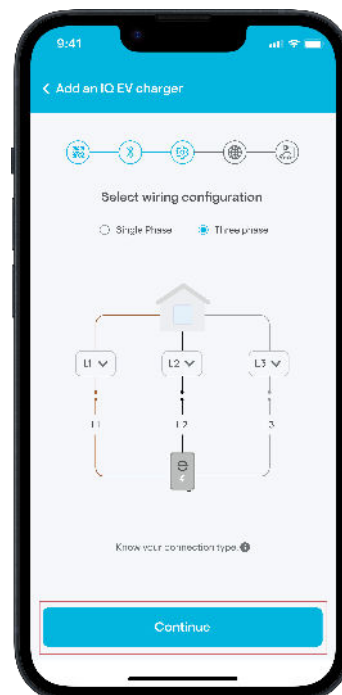 9:41
Add an IQ EV charger
Select wiring configuration
Single Phase Three phase
L1 L2 L3
L1 L2 3
Know your connection type.
Continue